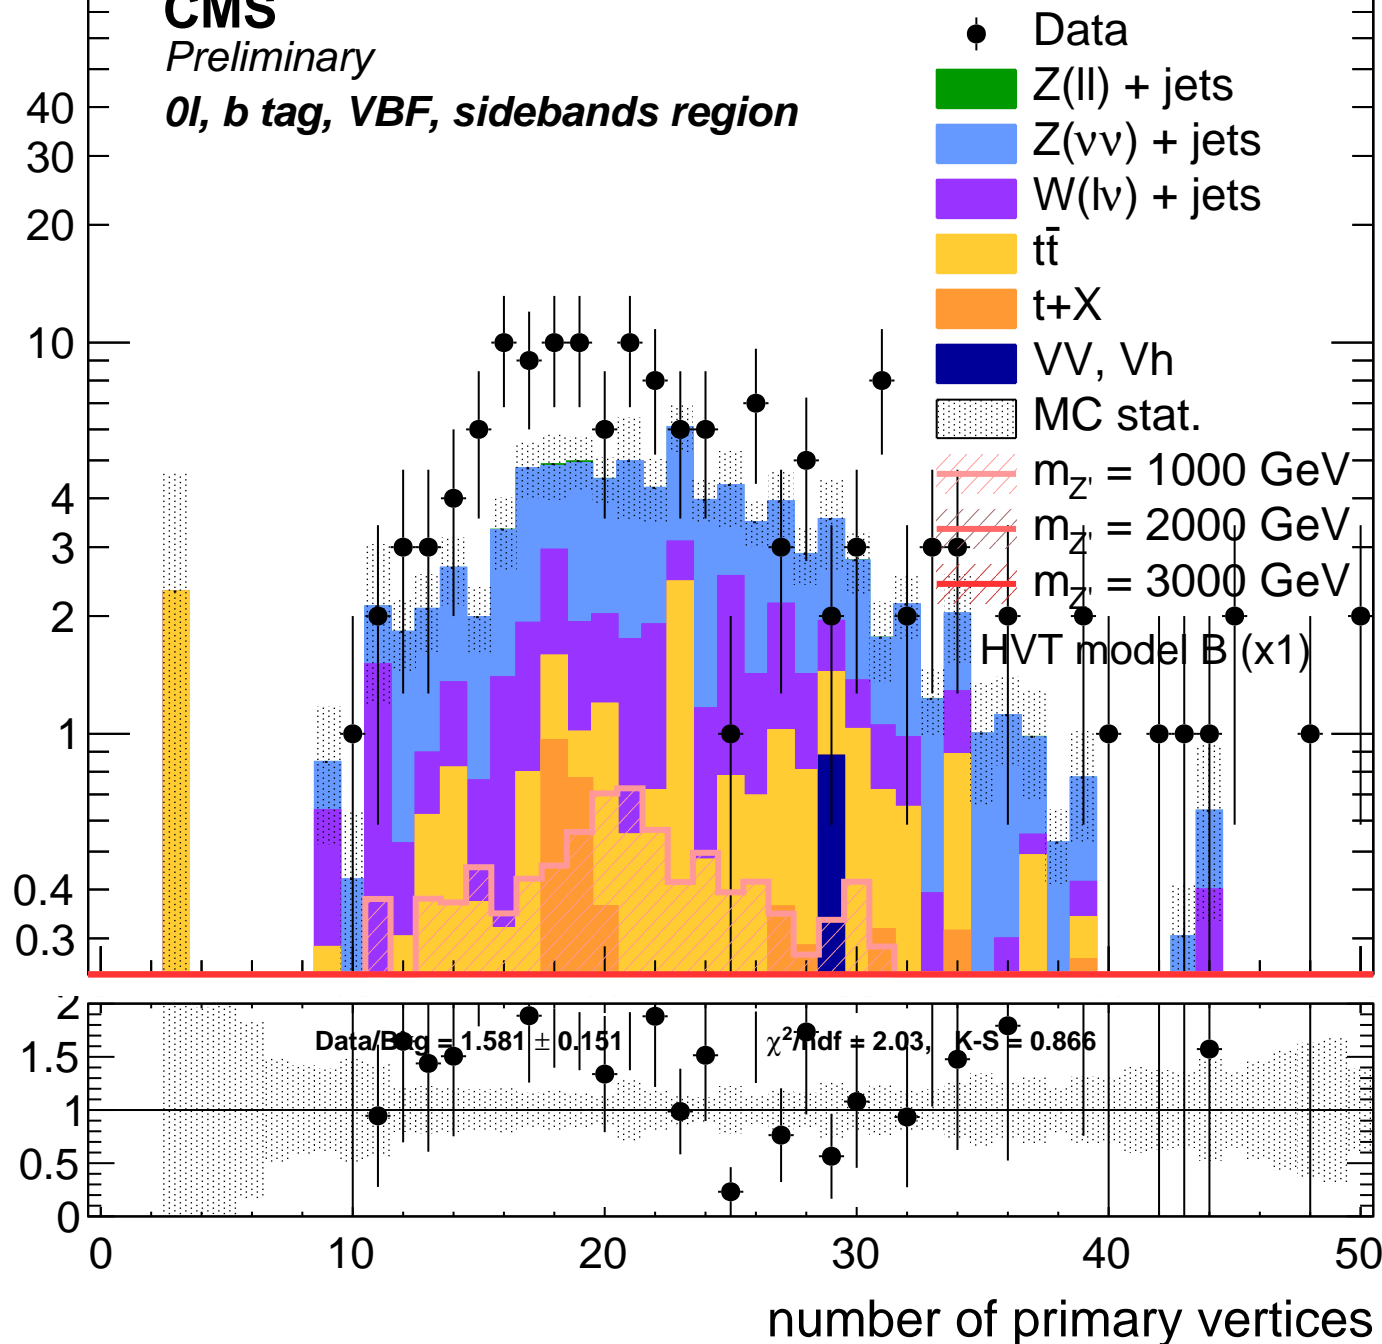 CMS
Preliminary
0l, b tag, VBF, sidebands region
Data
Z(ll) + jets
Z(νν) + jets
W(lν) + jets
tt̄
t+X
VV, Vh
MC stat.
m_Z' = 1000 GeV
m_Z' = 2000 GeV
m_Z' = 3000 GeV
HVT model B (x1)
40
30
20
10
4
3
2
1
0.4
0.3
Data/Bkg = 1.581 ± 0.151
χ²/ndf = 2.03, K-S = 0.866
2
1.5
1
0.5
0
0 10 20 30 40 50
number of primary vertices